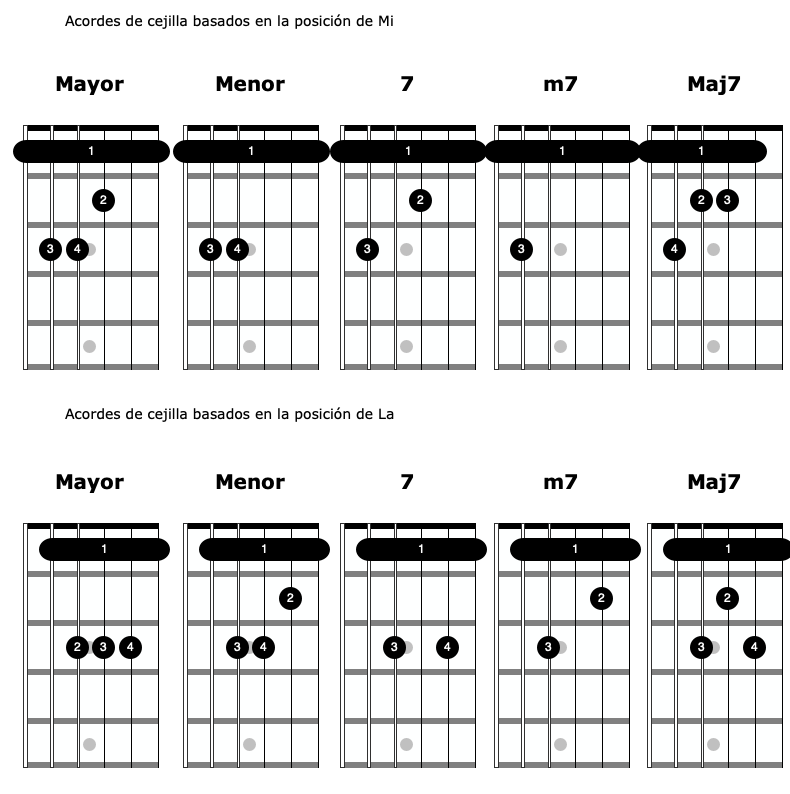 Acordes de cejilla basados en la posición de Mi
Mayor Menor 7 m7 Maj7
1 1 1 1 1
2 2 2 3
3 4 3 4 3 3 4
Acordes de cejilla basados en la posición de La
Mayor Menor 7 m7 Maj7
1 1 1 1 1
2 2 2
2 3 4 3 4 3 4 3 3 4